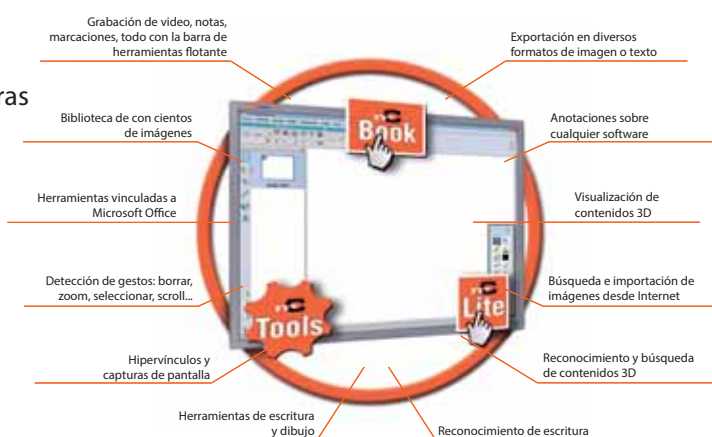 Grabación de video, notas,
marcaciones, todo con la barra de
herramientas flotante
Exportación en diversos
formatos de imagen o texto
ras
Biblioteca de con cientos
de imágenes
Anotaciones sobre
cualquier software
Herramientas vinculadas a
Microsoft Office
Visualización de
contenidos 3D
Detección de gestos: borrar,
zoom, seleccionar, scroll...
Búsqueda e importación de
imágenes desde Internet
Hipervínculos y
capturas de pantalla
Reconocimiento y búsqueda
de contenidos 3D
Herramientas de escritura
y dibujo
Reconocimiento de escritura
Book
Tools
Lite